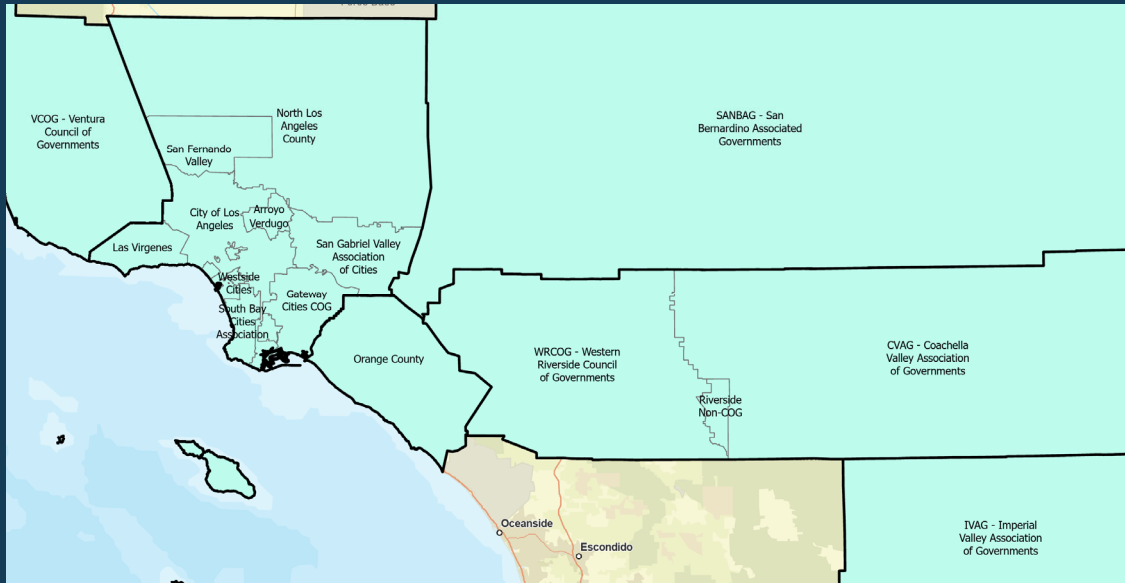 VCOG - Ventura
Council of
Governments
North Los
Angeles
County
San Fernando
Valley
SANBAG - San
Bernardino Associated
Governments
City of Los
Angeles
Arroyo
Verdugo
Las Virgenes
San Gabriel Valley
Association
of Cities
Westside
Cities
Gateway
Cities COG
South Bay
Cities
Association
Orange County
WRCOG - Western
Riverside Council
of Governments
CVAG - Coachella
Valley Association
of Governments
Riverside
Non-COG
Oceanside
Escondido
IVAG - Imperial
Valley Association
of Governments